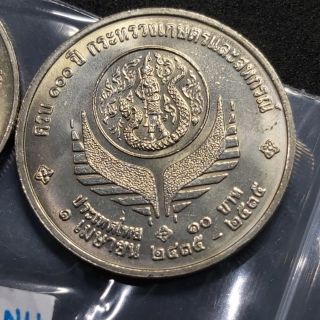 ครบ ๑๐๐ ปี กระทรวงเกษตรและสหกรณ์
ประเทศไทย ๑๐ บาท
๑ เมษายน ๒๔๓๕ - ๒๕๓๕